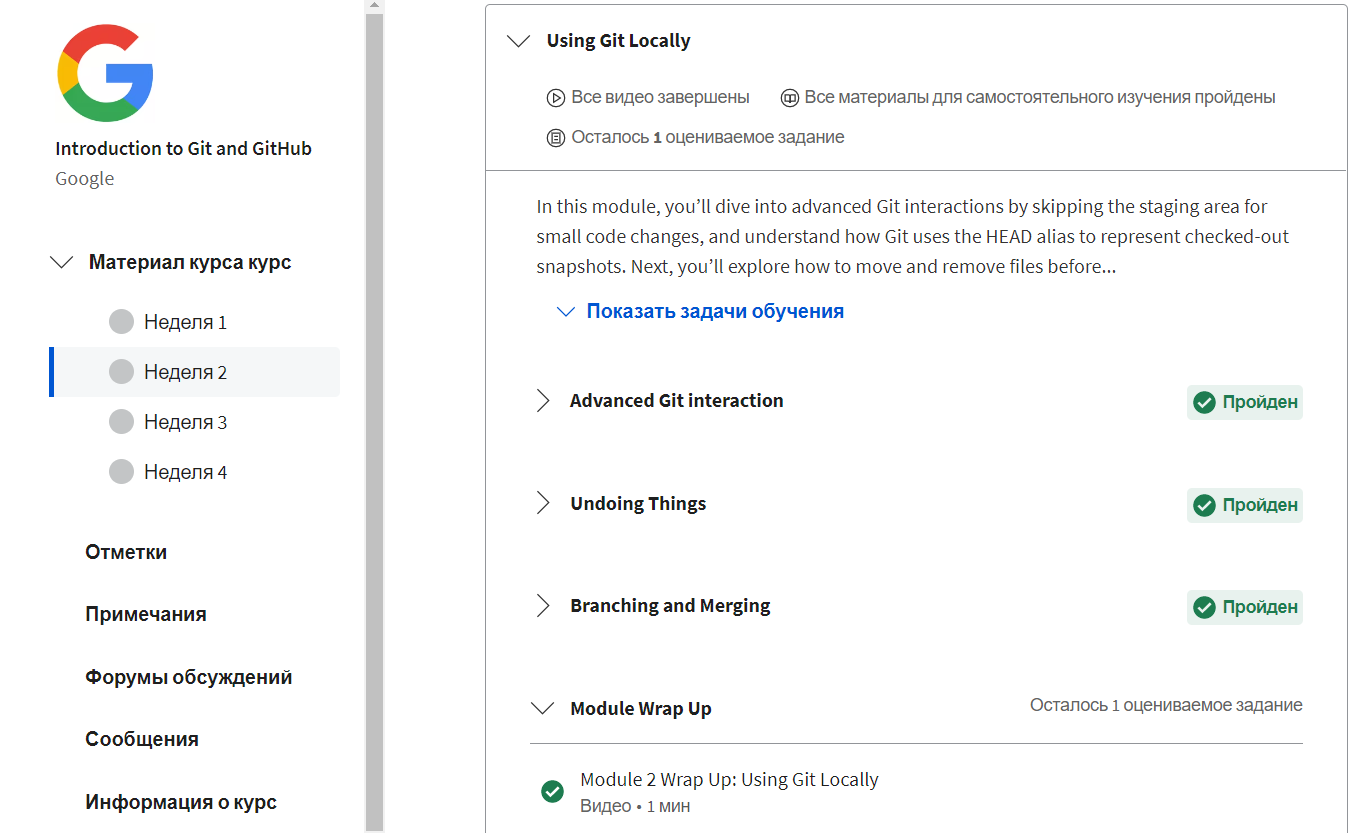 Introduction to Git and GitHub
Google
Материал курса курс
Неделя 1
Неделя 2
Неделя 3
Неделя 4
Отметки
Примечания
Форумы обсуждений
Сообщения
Информация о курс
Using Git Locally
Все видео завершены
Все материалы для самостоятельного изучения пройдены
Осталось 1 оцениваемое задание
In this module, you’ll dive into advanced Git interactions by skipping the staging area for
small code changes, and understand how Git uses the HEAD alias to represent checked-out
snapshots. Next, you’ll explore how to move and remove files before...
Показать задачи обучения
Advanced Git interaction
Пройден
Undoing Things
Пройден
Branching and Merging
Пройден
Module Wrap Up
Осталось 1 оцениваемое задание
Module 2 Wrap Up: Using Git Locally
Видео • 1 мин